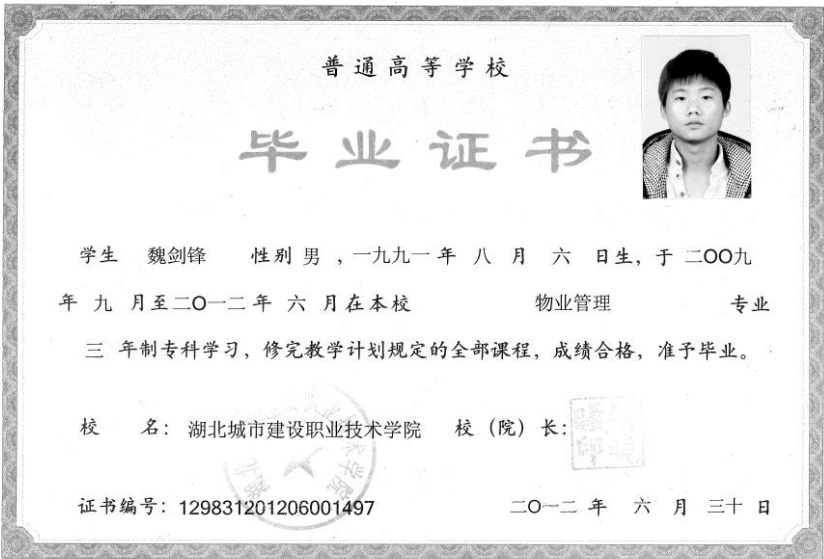 普通高等学校
毕业证书
学生 魏剑锋 性别 男 ，一九九一 年 八 月 六 日生，于 二OO九
年 九 月至二O一二 年 六 月在本校 物业管理 专业
三 年制专科学习，修完教学计划规定的全部课程，成绩合格，准予毕业。
校 名： 湖北城市建设职业技术学院 校（院）长：
证书编号：129831201206001497 二O一二 年 六 月 三十 日